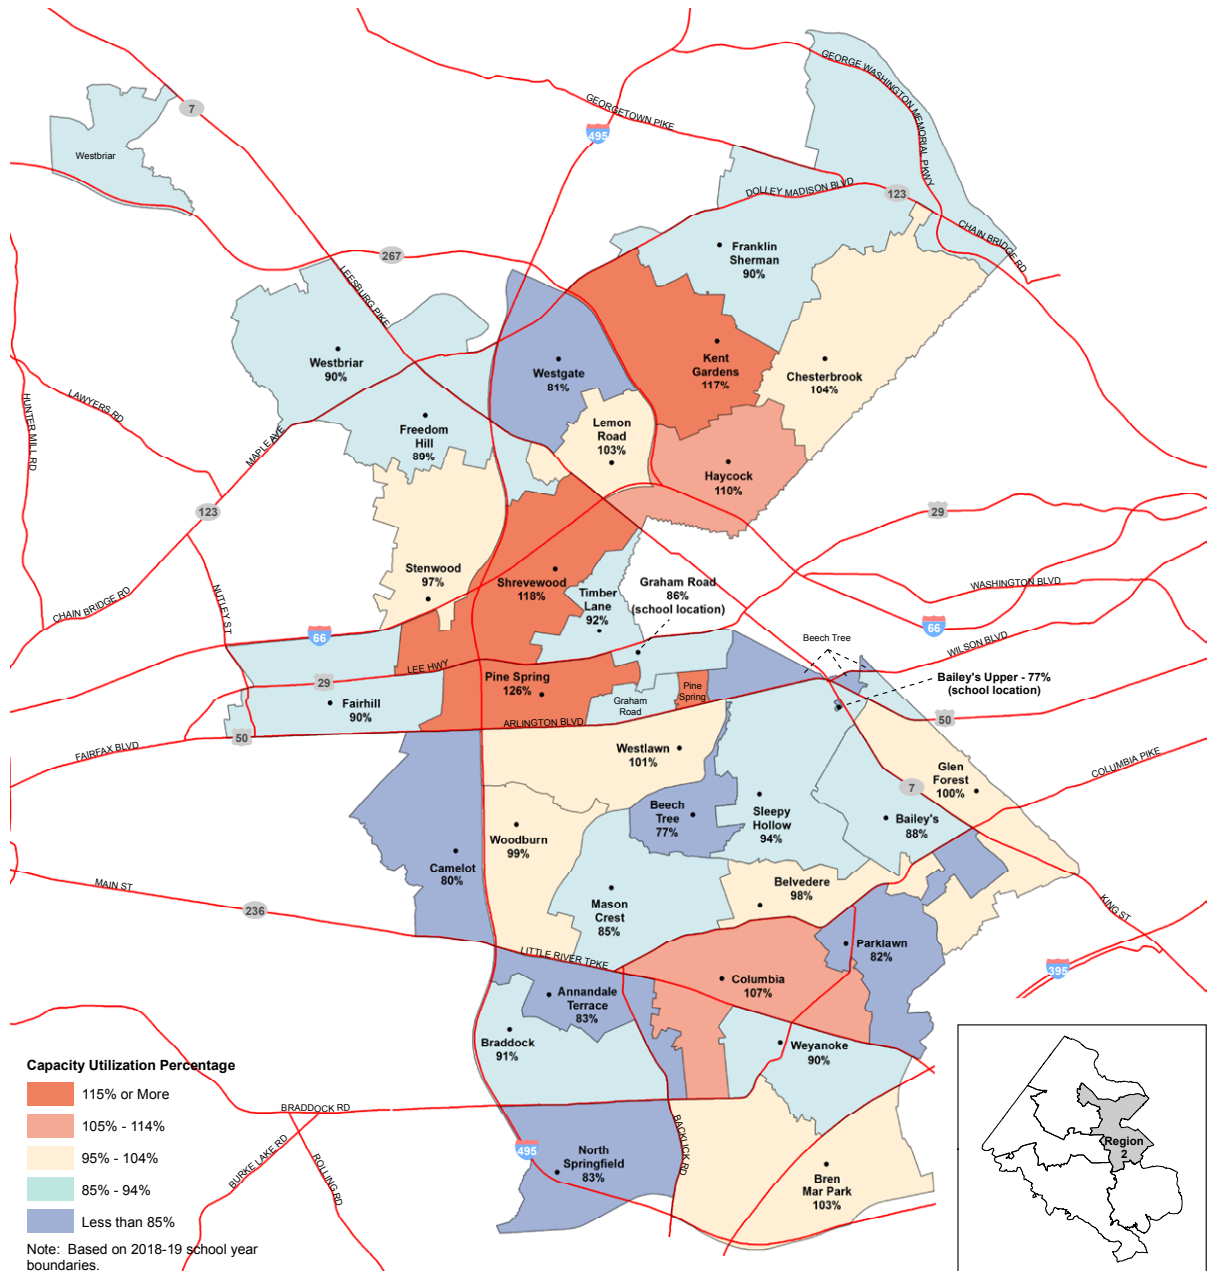 GEORGE WASHINGTON MEMORIAL PKWY
7
GEORGETOWN PIKE
495
Westbriar
DOLLEY MADISON BLVD
123
CHAIN BRIDGE RD
267
Franklin
Sherman
90%
LEESBURG PIKE
Westbriar
90%
Westgate
81%
Kent
Gardens
117%
Chesterbrook
104%
HUNTER MILL RD
LAWYERS RD
MAPLE AVE
Freedom
Hill
89%
Lemon
Road
103%
Haycock
110%
123
29
Stenwood
97%
Shrevewood
118%
Timber
Lane
92%
Graham Road
86%
(school location)
WASHINGTON BLVD
CHAIN BRIDGE RD
NUTLEY ST
66
66
WILSON BLVD
Beech Tree
LEE HWY
29
Pine Spring
126%
Pine
Spring
Bailey's Upper - 77%
(school location)
Fairhill
90%
Graham
Road
ARLINGTON BLVD
50
50
FAIRFAX BLVD
Westlawn
101%
COLUMBIA PIKE
Glen
Forest
100%
7
Beech
Tree
77%
Sleepy
Hollow
94%
Bailey's
88%
Woodburn
99%
Camelot
80%
MAIN ST
236
Mason
Crest
85%
Belvedere
98%
KING ST
LITTLE RIVER TPKE
Parklawn
82%
395
Columbia
107%
Annandale
Terrace
83%
Braddock
91%
Weyanoke
90%
Capacity Utilization Percentage
115% or More
105% - 114%
95% - 104%
85% - 94%
Less than 85%
Note:  Based on 2018-19 school year
boundaries.
BRADDOCK RD
BURKE LAKE RD
ROLLING RD
BACKLICK RD
495
North
Springfield
83%
Bren
Mar Park
103%
Region
2